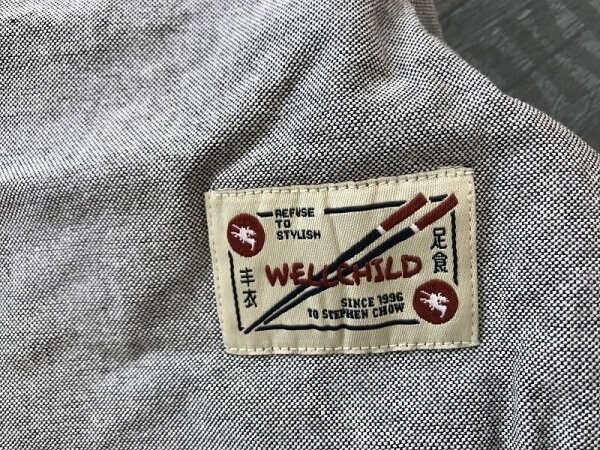 REFUSE
TO
STYLISH
WELLCHILD
足食
丰衣
SINCE 1996
TO STEPHEN CHOW